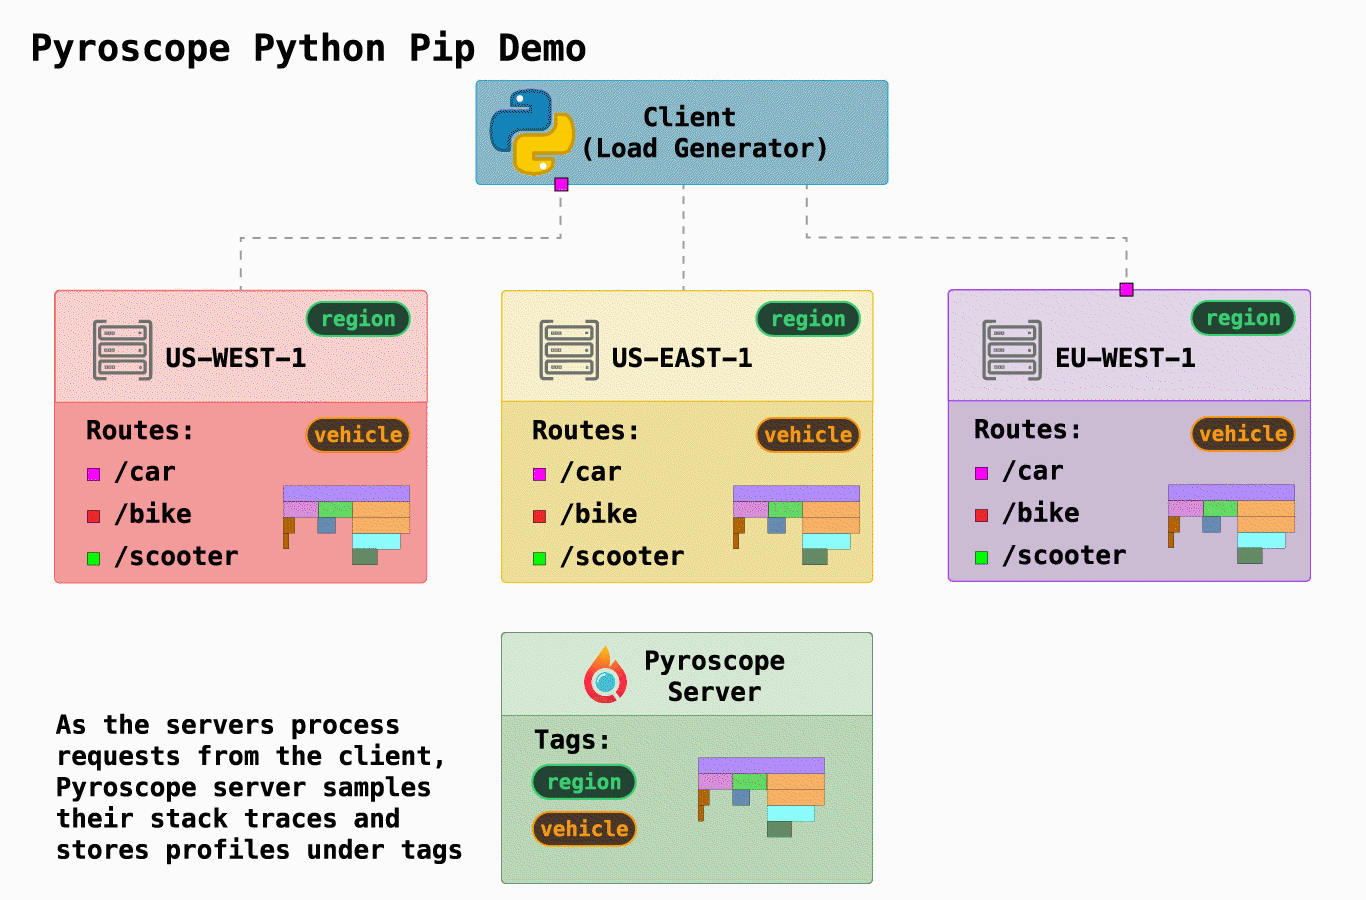 Pyroscope Python Pip Demo
Client
(Load Generator)
region
US-WEST-1
Routes:
vehicle
/car
/bike
/scooter
region
US-EAST-1
Routes:
vehicle
/car
/bike
/scooter
region
EU-WEST-1
Routes:
vehicle
/car
/bike
/scooter
Pyroscope
Server
Tags:
region
vehicle
As the servers process
requests from the client,
Pyroscope server samples
their stack traces and
stores profiles under tags